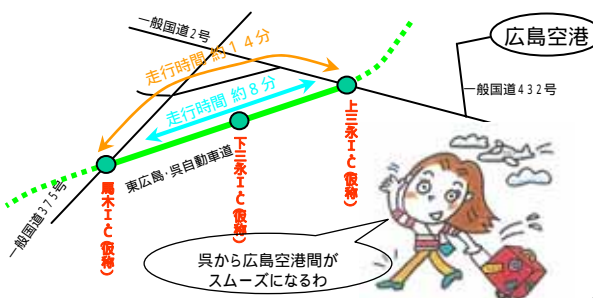 一般国道2号
広島空港
走行時間 約14分
一般国道432号
走行時間 約8分
上三永IC(仮称)
東広島・呉自動車道
下三永IC(仮称)
馬木IC(仮称)
一般国道375号
呉から広島空港間が
スムーズになるわ